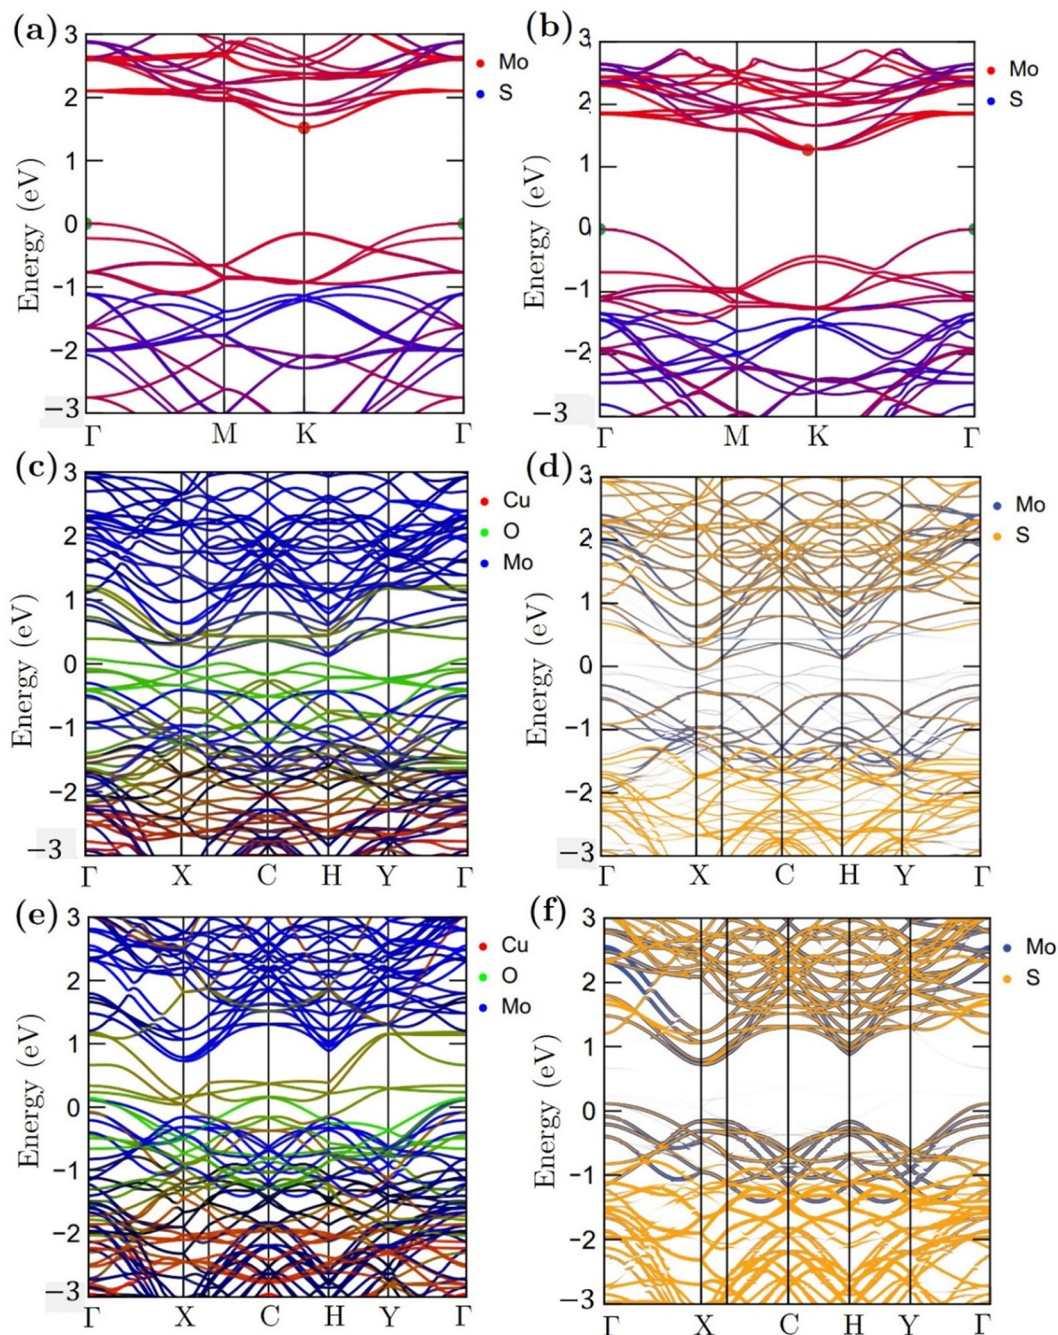 (a)
3
2
1
0
−1
−2
−3
Energy (eV)
Γ M K Γ
Mo
S
(b)
3
2
1
0
−1
−2
−3
Energy (eV)
Γ M K Γ
Mo
S
(c)
3
2
1
0
−1
−2
−3
Energy (eV)
Γ X C H Y Γ
Cu
O
Mo
(d)
3
2
1
0
−1
−2
−3
Energy (eV)
Γ X C H Y Γ
Mo
S
(e)
3
2
1
0
−1
−2
−3
Energy (eV)
Γ X C H Y Γ
Cu
O
Mo
(f)
3
2
1
0
−1
−2
−3
Energy (eV)
Γ X C H Y Γ
Mo
S